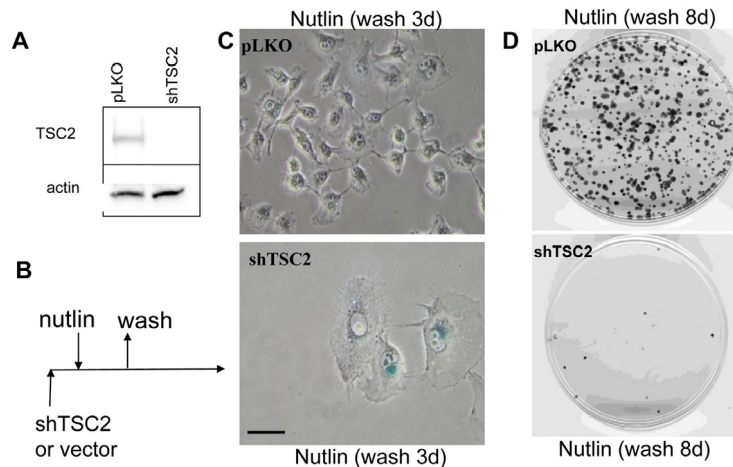 A
pLKO
shTSC2
TSC2
actin
B
nutlin
wash
shTSC2
or vector
Nutlin (wash 3d)
C
pLKO
shTSC2
Nutlin (wash 3d)
Nutlin (wash 8d)
D
pLKO
shTSC2
Nutlin (wash 8d)